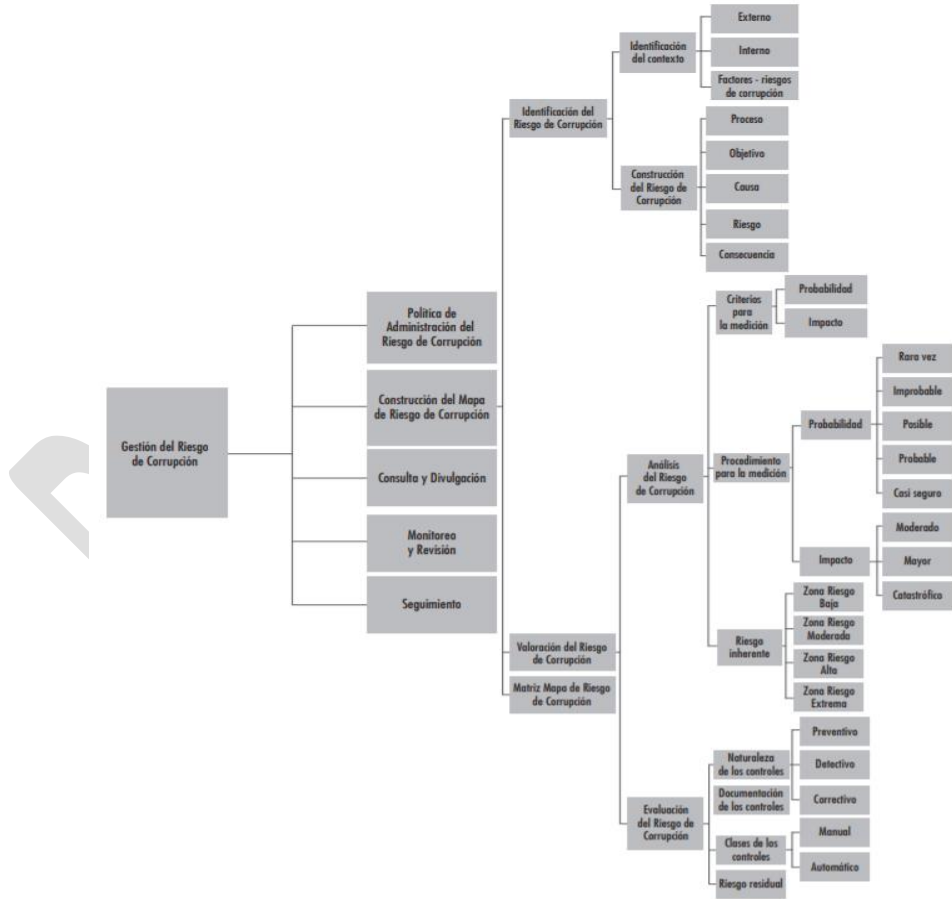 Gestión del Riesgo
de Corrupción
Política de
Administración del
Riesgo de Corrupción
Construcción del Mapa
de Riesgo de Corrupción
Consulta y Divulgación
Monitoreo
y Revisión
Seguimiento
Identificación del
Riesgo de Corrupción
Identificación
del contexto
Externo
Interno
Factores - riesgos
de corrupción
Construcción
del Riesgo de
Corrupción
Proceso
Objetivo
Causa
Riesgo
Consecuencia
Valoración del Riesgo
de Corrupción
Matriz Mapa de Riesgo
de Corrupción
Análisis
del Riesgo
de Corrupción
Criterios
para
la medición
Probabilidad
Impacto
Procedimiento
para la medición
Probabilidad
Rara vez
Improbable
Posible
Probable
Casi seguro
Impacto
Moderado
Mayor
Catastrófico
Riesgo
inherente
Zona Riesgo
Baja
Zona Riesgo
Moderada
Zona Riesgo
Alta
Zona Riesgo
Extrema
Evaluación
del Riesgo de
Corrupción
Naturaleza
de los controles
Preventivo
Detectivo
Correctivo
Documentación
de los controles
Clases de los
controles
Manual
Automático
Riesgo residual